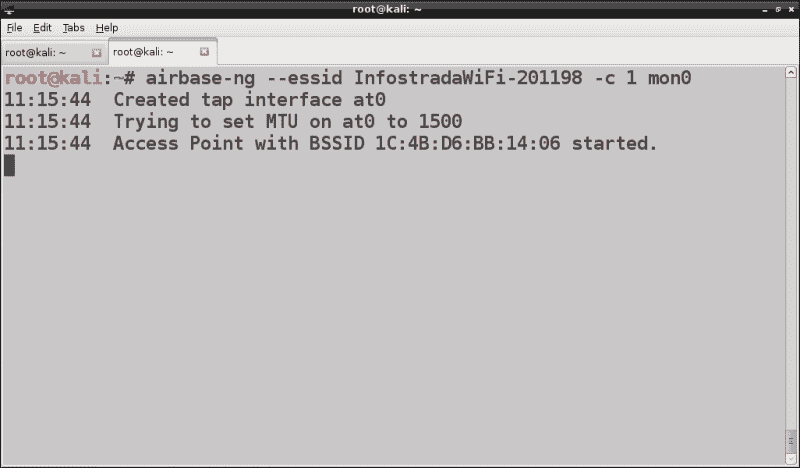 root@kali: ~
File Edit Tabs Help
root@kali: ~ root@kali: ~
root@kali:~# airbase-ng --essid InfostradaWiFi-201198 -c 1 mon0
11:15:44 Created tap interface at0
11:15:44 Trying to set MTU on at0 to 1500
11:15:44 Access Point with BSSID 1C:4B:D6:BB:14:06 started.